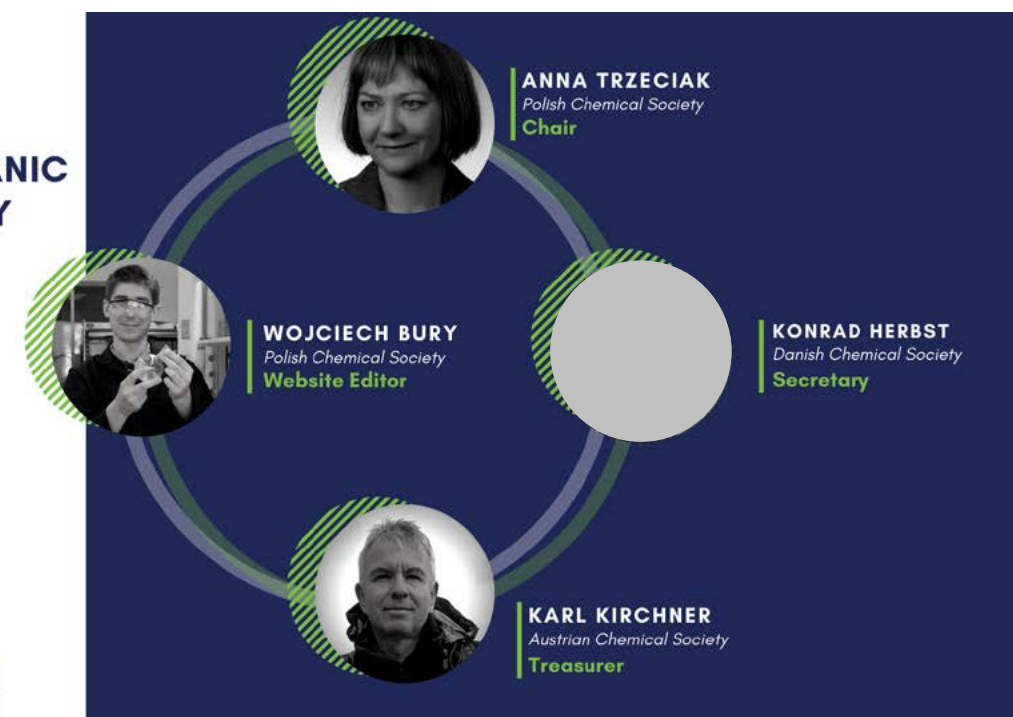 ANIC
Y
ANNA TRZECIAK
Polish Chemical Society
Chair
WOJCIECH BURY
Polish Chemical Society
Website Editor
KONRAD HERBST
Danish Chemical Society
Secretary
KARL KIRCHNER
Austrian Chemical Society
Treasurer